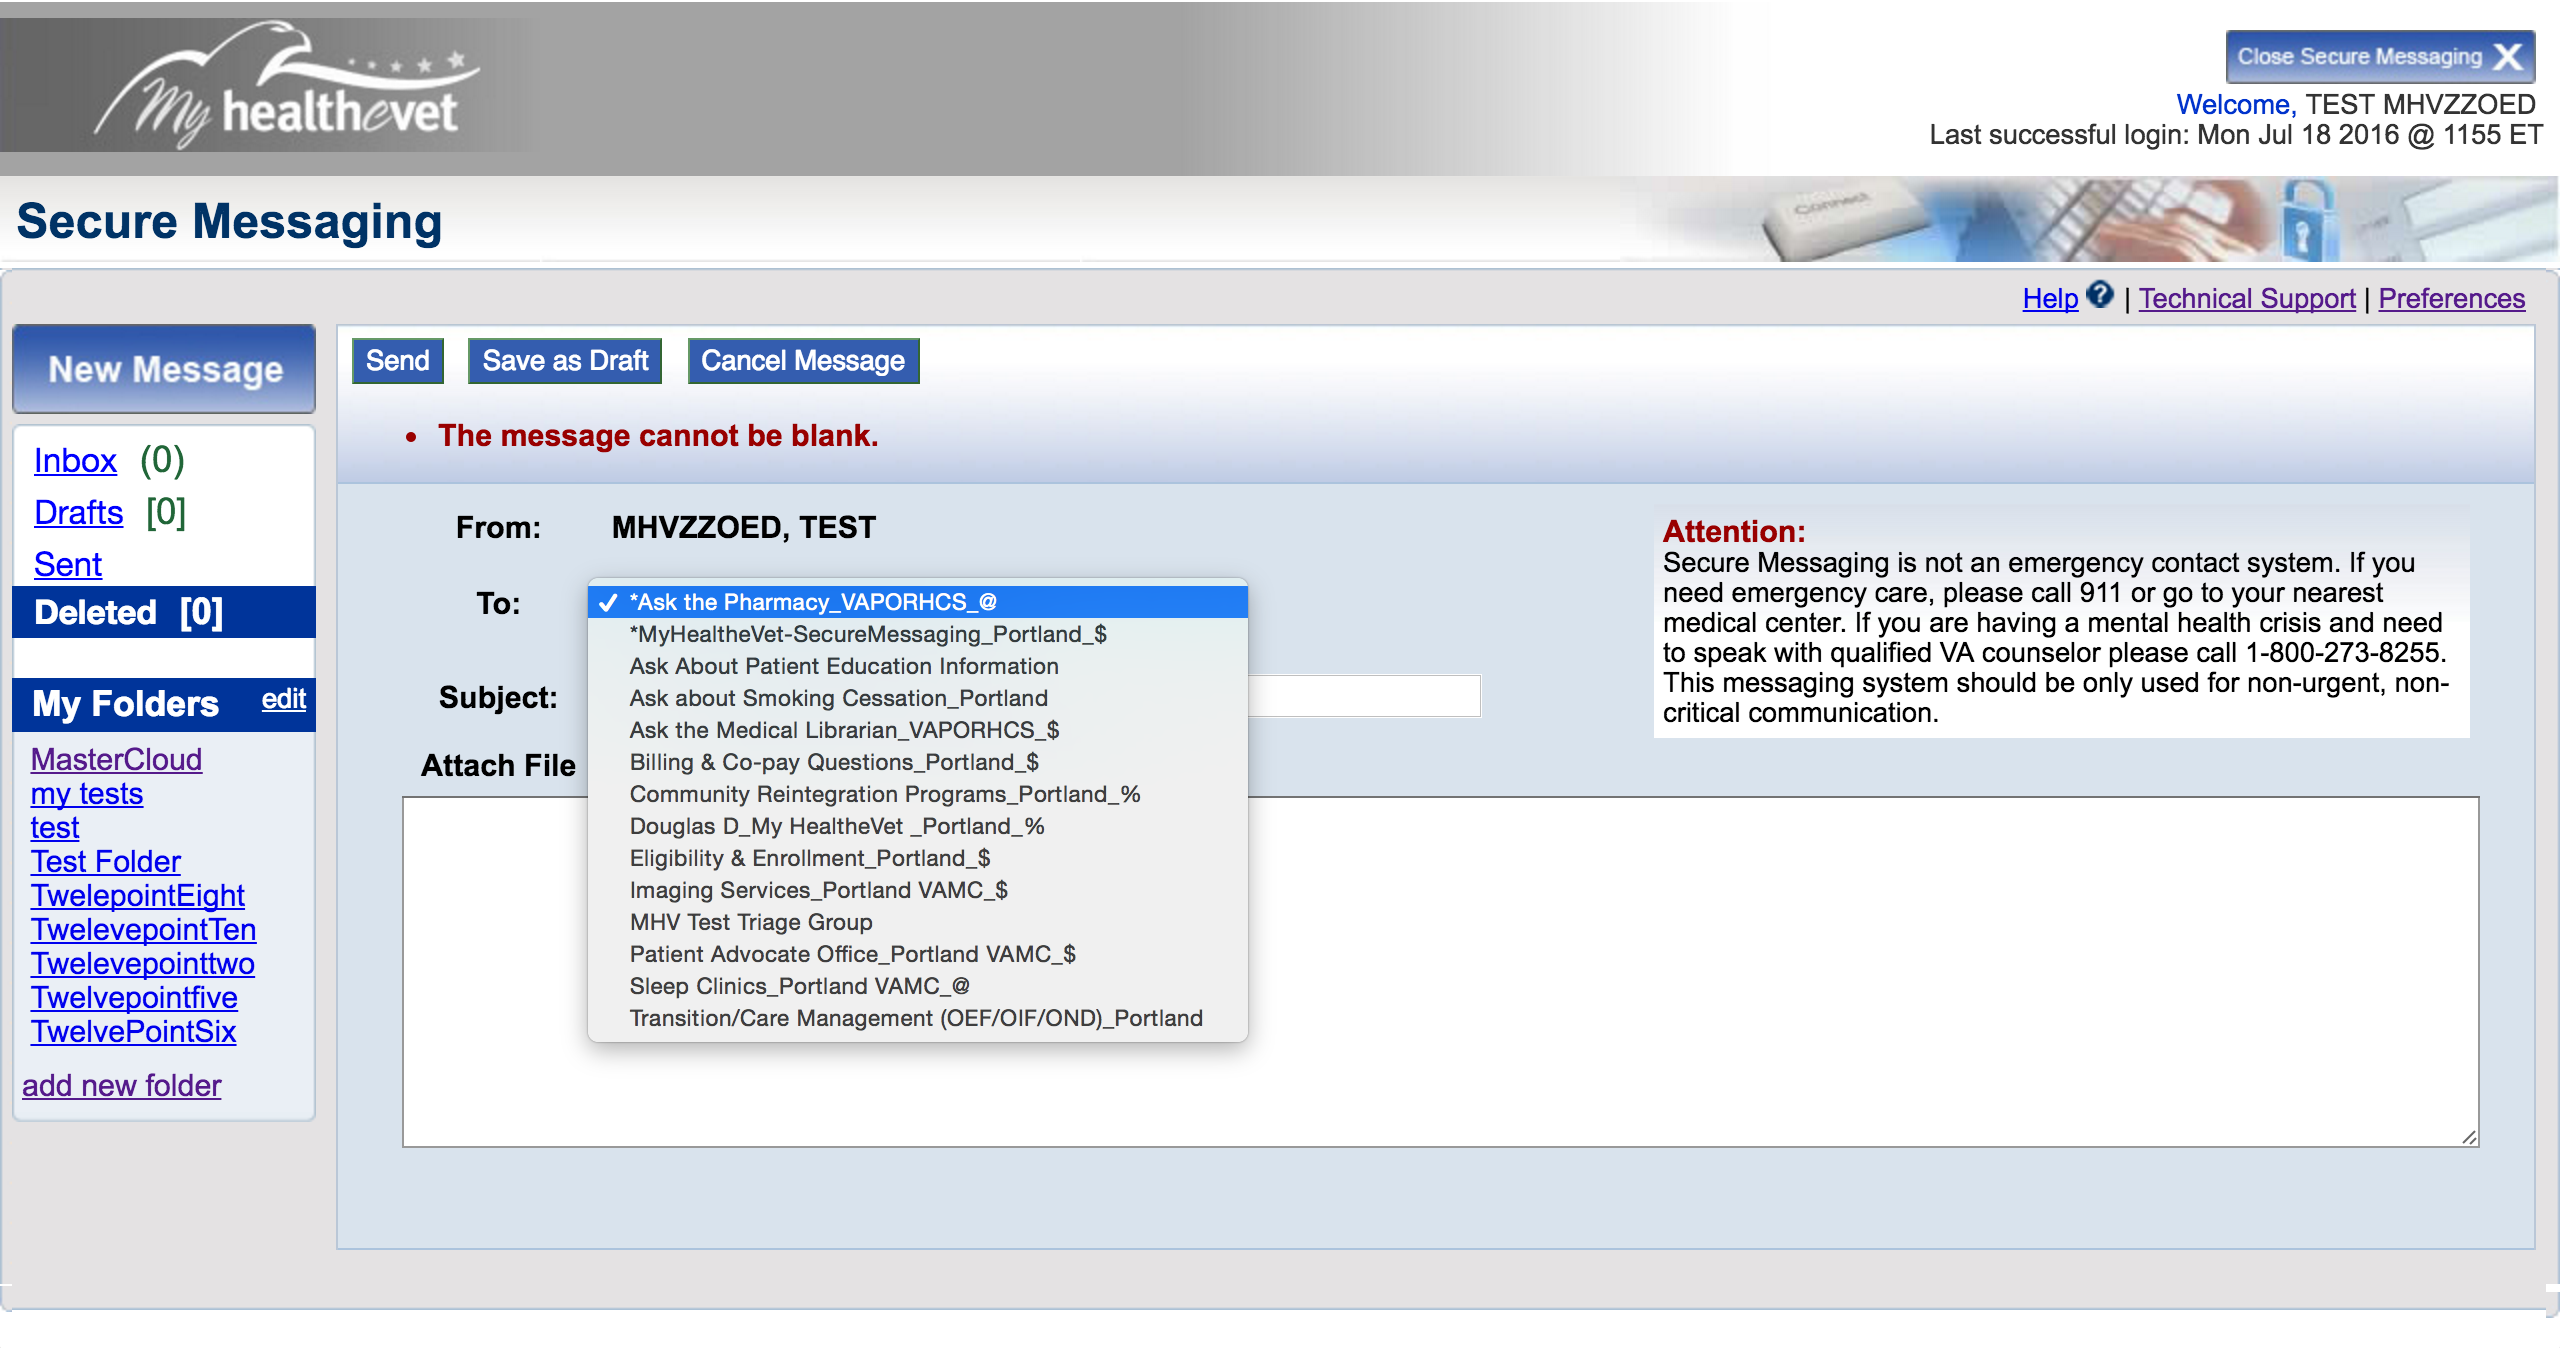 My healthevet
Close Secure Messaging X
Welcome, TEST MHVZZOED
Last successful login: Mon Jul 18 2016 @ 1155 ET
Secure Messaging
Connect
Help ? | Technical Support | Preferences
New Message
Send Save as Draft Cancel Message
• The message cannot be blank.
Inbox (0)
Drafts [0]
Sent
Deleted [0]
My Folders edit
MasterCloud
my tests
test
Test Folder
TwelepointEight
TwelevepointTen
Twelevepointtwo
Twelvepointfive
TwelvePointSix
add new folder
From: MHVZZOED, TEST
To:
✓ *Ask the Pharmacy_VAPORHCS_@
*MyHealtheVet-SecureMessaging_Portland_$
Ask About Patient Education Information
Ask about Smoking Cessation_Portland
Ask the Medical Librarian_VAPORHCS_$
Billing & Co-pay Questions_Portland_$
Community Reintegration Programs_Portland_%
Douglas D_My HealtheVet _Portland_%
Eligibility & Enrollment_Portland_$
Imaging Services_Portland VAMC_$
MHV Test Triage Group
Patient Advocate Office_Portland VAMC_$
Sleep Clinics_Portland VAMC_@
Transition/Care Management (OEF/OIF/OND)_Portland
Subject:
Attach File
Attention:
Secure Messaging is not an emergency contact system. If you
need emergency care, please call 911 or go to your nearest
medical center. If you are having a mental health crisis and need
to speak with qualified VA counselor please call 1-800-273-8255.
This messaging system should be only used for non-urgent, non-
critical communication.